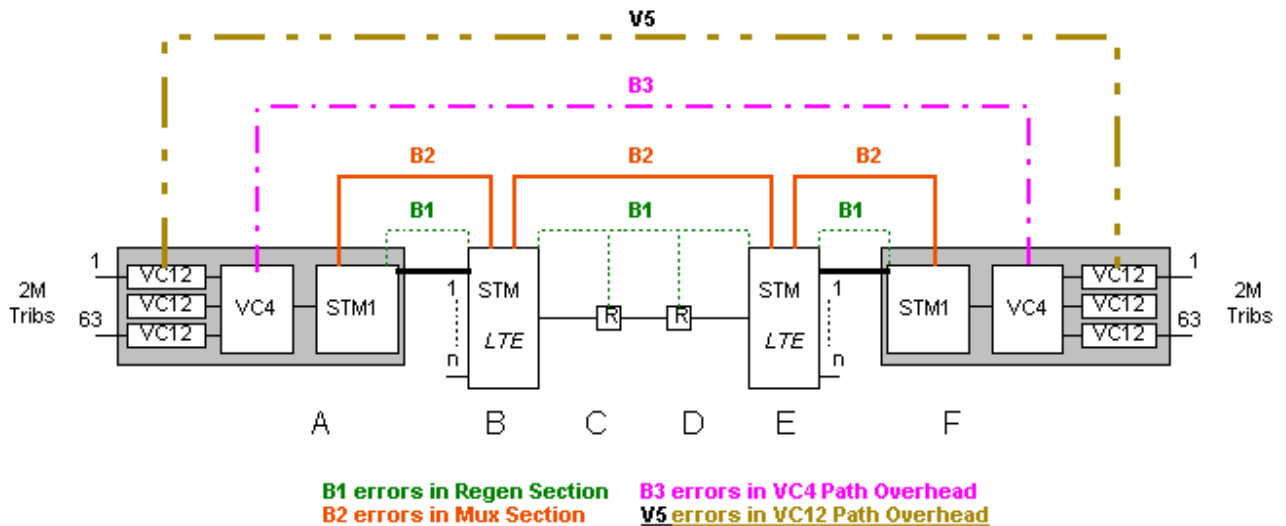 V5
B3
B2 B2 B2
B1 B1 B1
1 VC12 VC12 1
2M Tribs VC12 VC4 STM1 1 STM LTE R R STM LTE 1 STM1 VC4 VC12 2M Tribs
63 VC12 n n VC12 63
A B C D E F
B1 errors in Regen Section B3 errors in VC4 Path Overhead
B2 errors in Mux Section V5 errors in VC12 Path Overhead